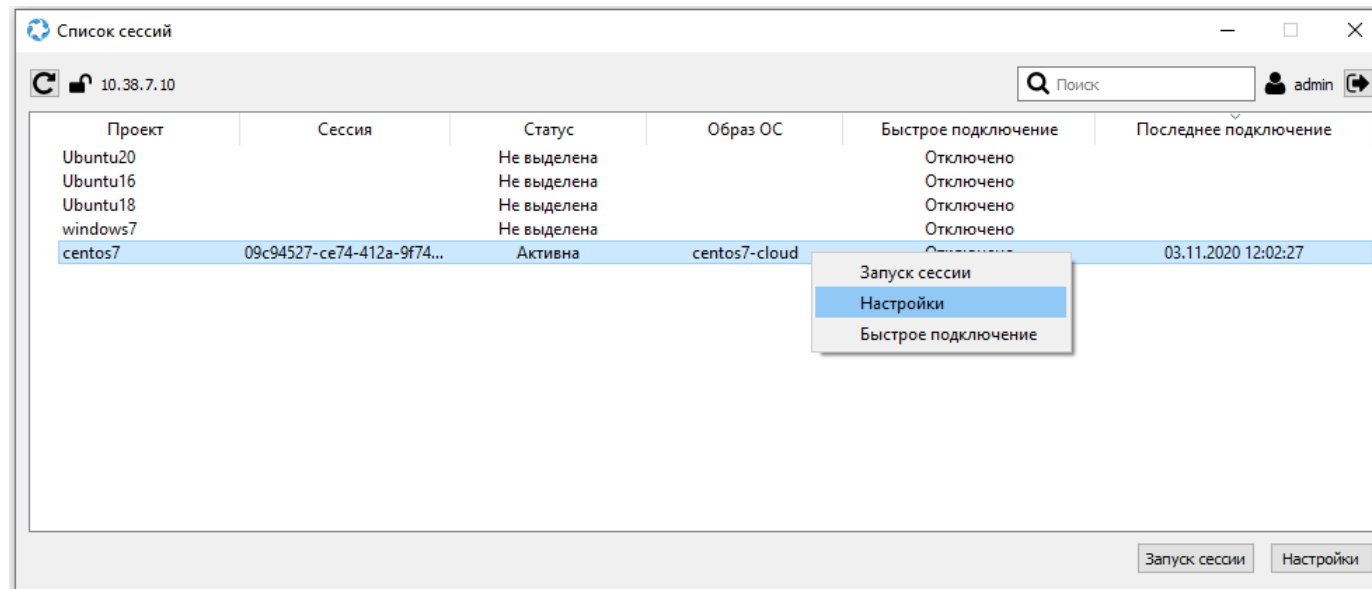 Список сессий
10.38.7.10 Поиск admin
Проект Сессия Статус Образ ОС Быстрое подключение Последнее подключение
Ubuntu20 Не выделена Отключено
Ubuntu16 Не выделена Отключено
Ubuntu18 Не выделена Отключено
windows7 Не выделена Отключено
centos7 09c94527-ce74-412a-9f74... Активна centos7-cloud 03.11.2020 12:02:27
Запуск сессии
Настройки
Быстрое подключение
Запуск сессии Настройки